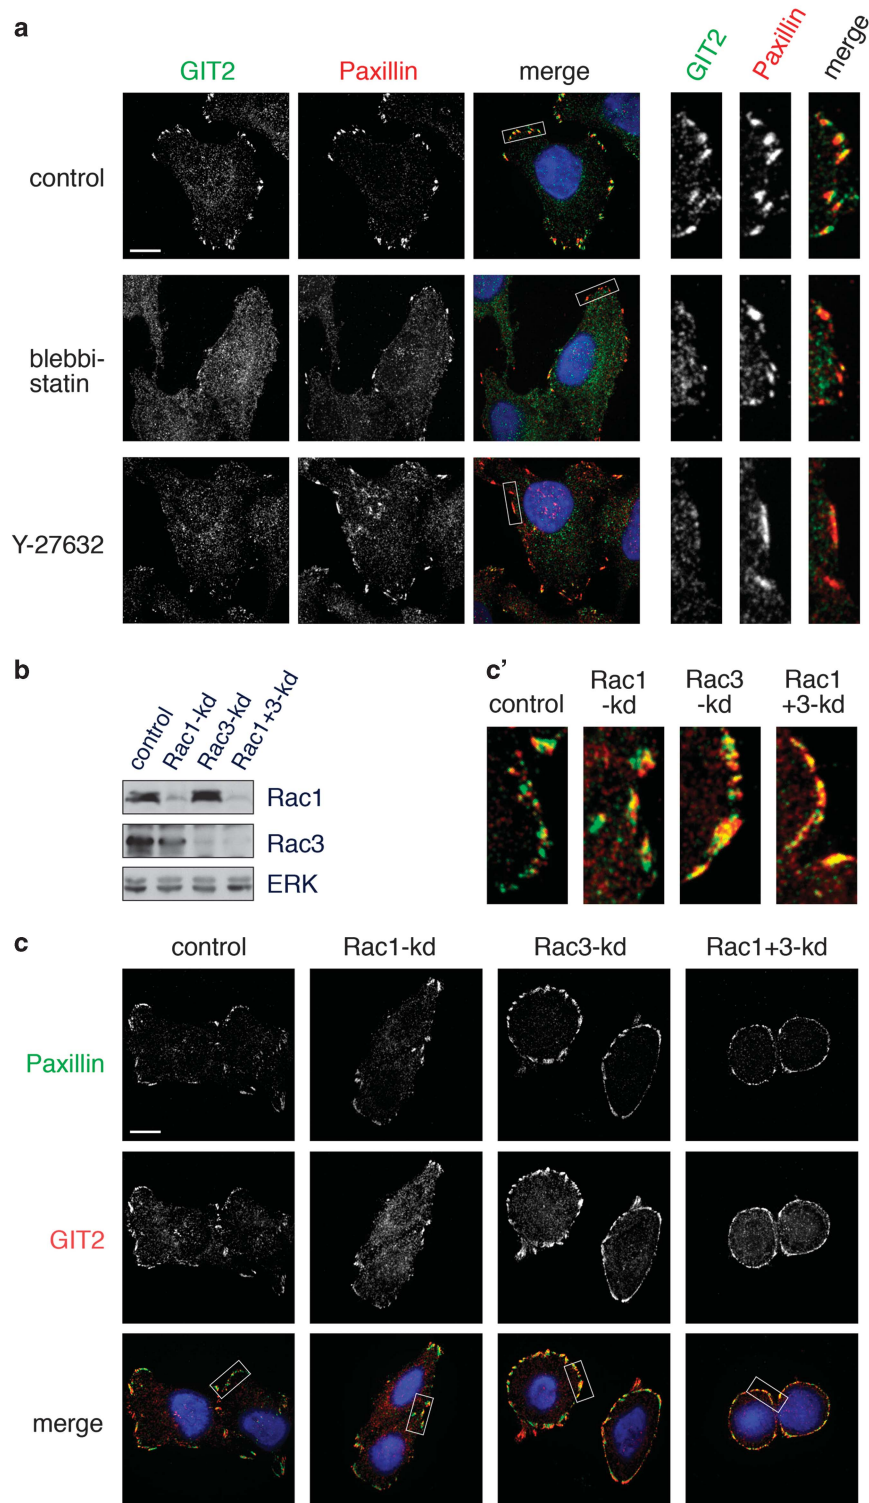 a
GIT2 Paxillin merge GIT2 Paxillin merge
control
blebbi-
statin
Y-27632
b
control Rac1-kd Rac3-kd Rac1+3-kd
Rac1
Rac3
ERK
c’
control Rac1
-kd Rac3
-kd Rac1
+3-kd
c
control Rac1-kd Rac3-kd Rac1+3-kd
Paxillin
GIT2
merge